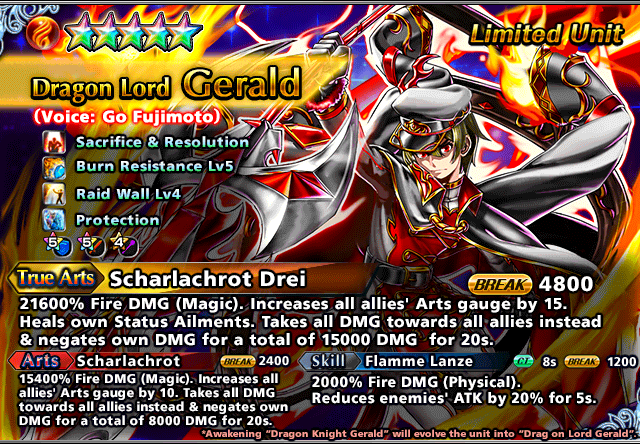 Limited Unit
Dragon Lord Gerald
(Voice: Go Fujimoto)
Sacrifice & Resolution
Burn Resistance Lv5
Raid Wall Lv4
Protection
5 5 4
True Arts Scharlachrot Drei BREAK 4800
21600% Fire DMG (Magic). Increases all allies' Arts gauge by 15.
Heals own Status Ailments. Takes all DMG towards all allies instead
& negates own DMG for a total of 15000 DMG for 20s.
Arts Scharlachrot BREAK 2400
15400% Fire DMG (Magic). Increases all
allies' Arts gauge by 10. Takes all DMG
towards all allies instead & negates own
DMG for a total of 8000 DMG for 20s.
Skill Flamme Lanze CT 8s BREAK 1200
2000% Fire DMG (Physical).
Reduces enemies' ATK by 20% for 5s.
*Awakening "Dragon Knight Gerald" will evolve the unit into "Drag on Lord Gerald".